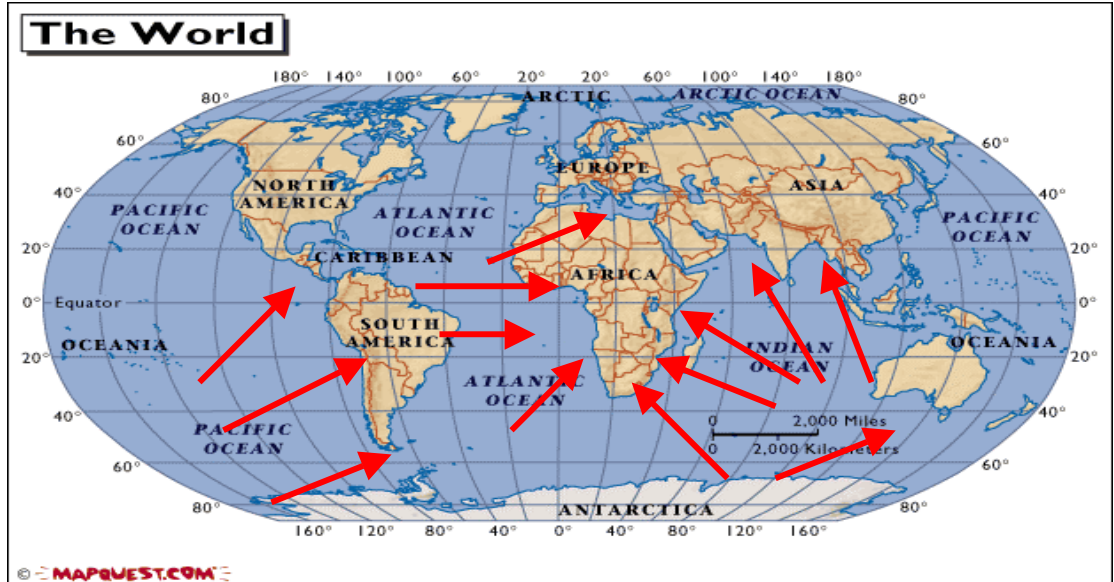 The World
180° 140° 100° 60° 20° 20° 60° 100° 140° 180°
ARCTIC
ARCTIC OCEAN
80°
80°
60°
60°
EUROPE
NORTH
AMERICA
ASIA
40°
40°
PACIFIC
OCEAN
ATLANTIC
OCEAN
PACIFIC
OCEAN
20°
CARIBBEAN
20°
AFRICA
0° Equator
0°
SOUTH
AMERICA
OCEANIA
INDIAN
OCEAN
OCEANIA
20°
20°
ATLANTIC
OCEAN
40°
0 2,000 Miles
40°
PACIFIC
OCEAN
0 2,000 Kilometers
60°
60°
80°
80°
ANTARCTICA
160° 120° 80° 40° 0° 40° 80° 120° 160°
© MAPQUEST.COM